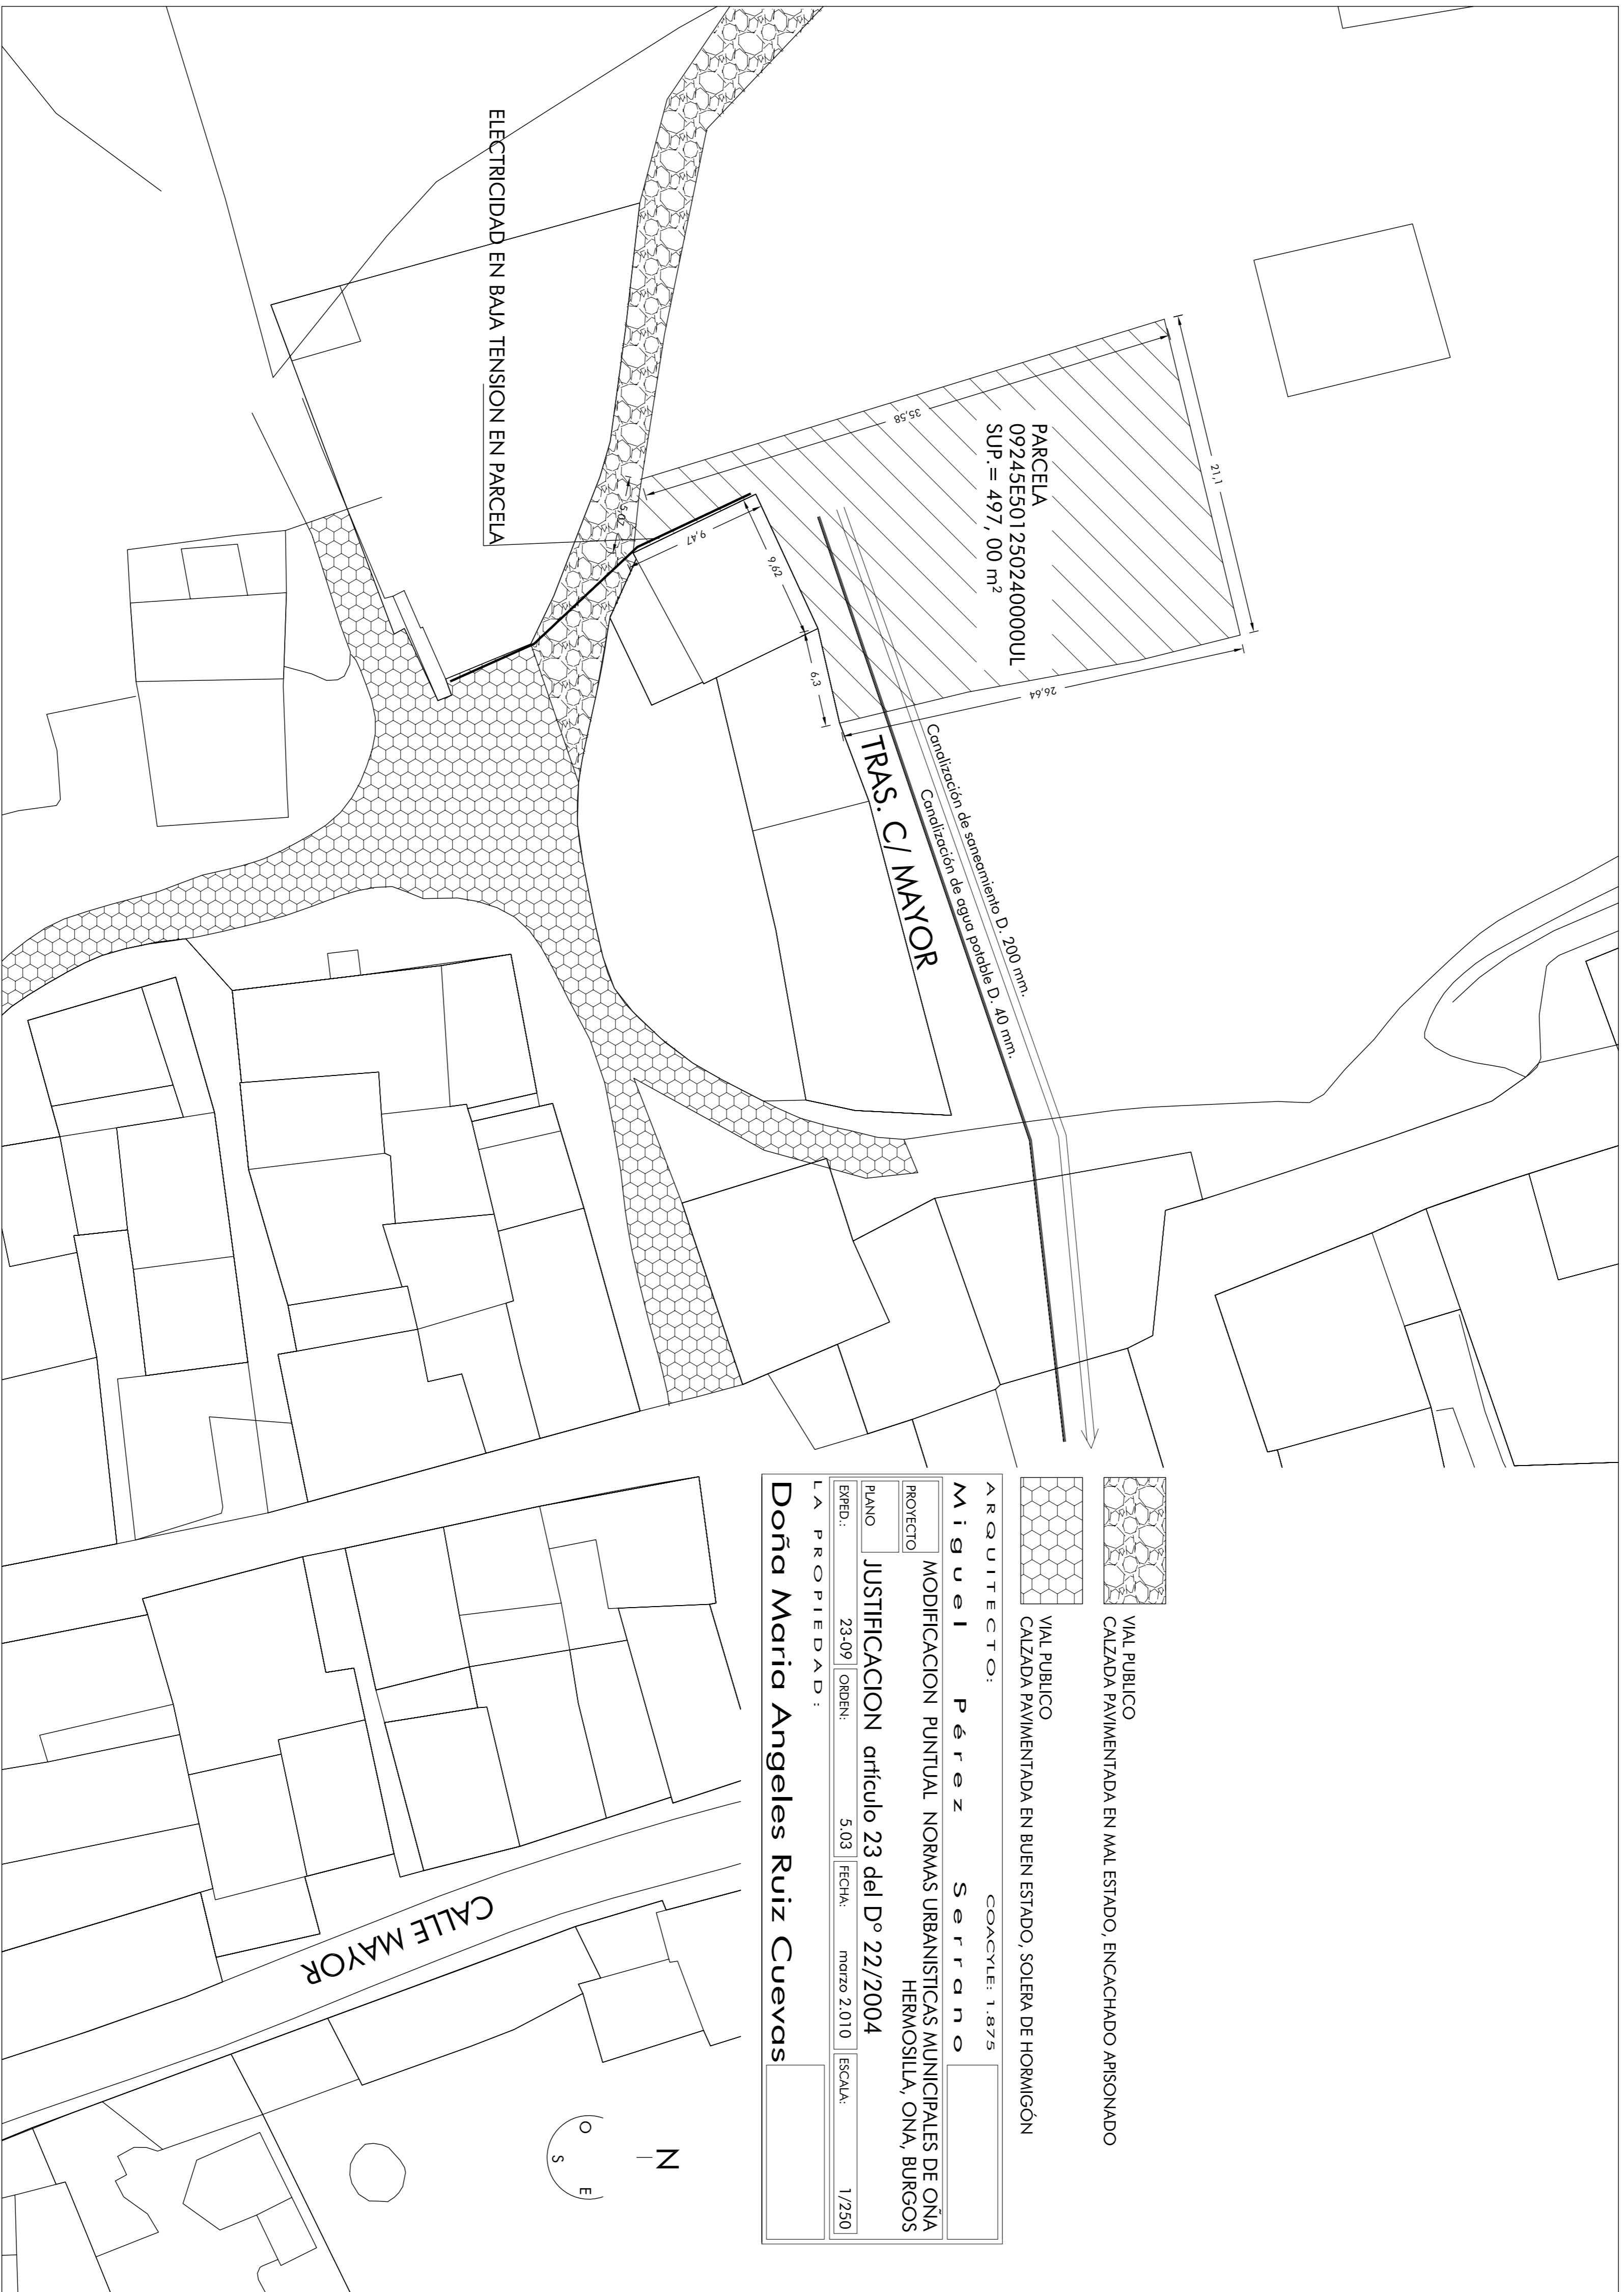 ELECTRICIDAD EN BAJA TENSION EN PARCELA
PARCELA
09245E501250240000UL
SUP.= 497, 00 m²
35,58
21,1
26,64
5,02
9,47
9,62
6,3
TRAS. C/ MAYOR
Canalización de saneamiento D. 200 mm.
Canalización de agua potable D. 40 mm.
CALLE MAYOR
VIAL PUBLICO
CALZADA PAVIMENTADA EN MAL ESTADO, ENCACHADO APISONADO
VIAL PUBLICO
CALZADA PAVIMENTADA EN BUEN ESTADO, SOLERA DE HORMIGÓN
ARQUITECTO: COACYLE: 1.875
Miguel Pérez Serrano
PROYECTO MODIFICACION PUNTUAL NORMAS URBANISTICAS MUNICIPALES DE OÑA
HERMOSILLA, ONA, BURGOS
PLANO JUSTIFICACION artículo 23 del Dº 22/2004
EXPED.: 23-09 ORDEN: 5.03 FECHA: marzo 2.010 ESCALA: 1/250
LA PROPIEDAD:
Doña Maria Angeles Ruiz Cuevas
N
O
E
S